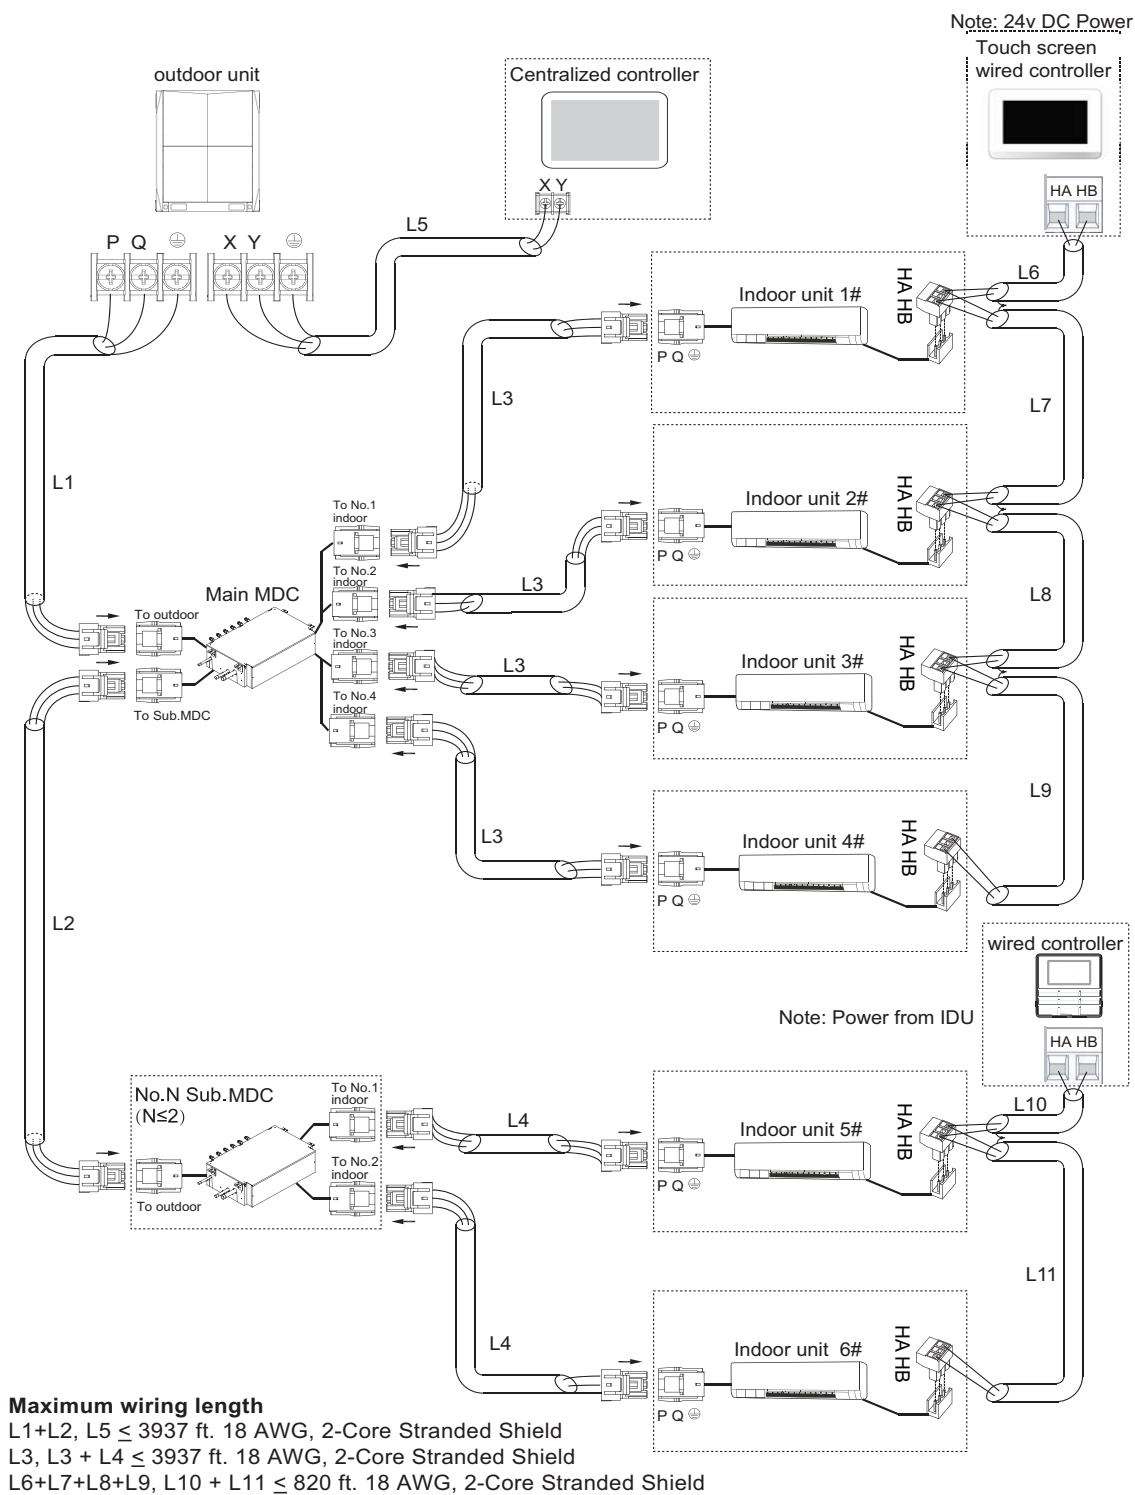 Note: 24v DC Power
Touch screen
wired controller
HA HB
outdoor unit
Centralized controller
X Y
P Q
X Y
L5
L6
HA HB
Indoor unit 1#
P Q
L3
L7
L1
HA HB
Indoor unit 2#
P Q
To No.1
indoor
To No.2
indoor
L3
L8
Main MDC
To outdoor
To No.3
indoor
L3
HA HB
Indoor unit 3#
P Q
To No.4
indoor
To Sub.MDC
L9
L3
HA HB
Indoor unit 4#
P Q
L2
wired controller
Note: Power from IDU
HA HB
No.N Sub.MDC
(N≤2)
To No.1
indoor
L4
L10
HA HB
Indoor unit 5#
P Q
To No.2
indoor
To outdoor
L11
L4
HA HB
Indoor unit 6#
P Q
Maximum wiring length
L1+L2, L5 ≤ 3937 ft. 18 AWG, 2-Core Stranded Shield
L3, L3 + L4 ≤ 3937 ft. 18 AWG, 2-Core Stranded Shield
L6+L7+L8+L9, L10 + L11 ≤ 820 ft. 18 AWG, 2-Core Stranded Shield